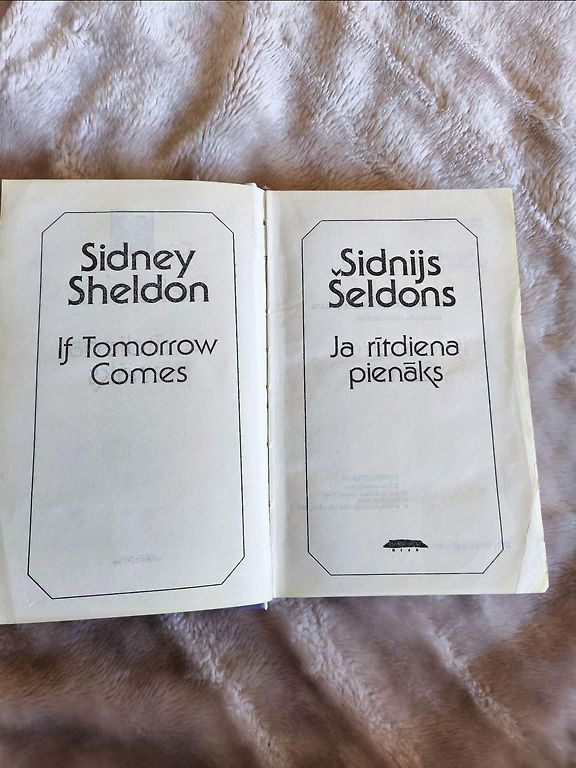 Sidney
Sheldon
If Tomorrow
Comes
Sidnijs
Šeldons
Ja rītdiena
pienāks